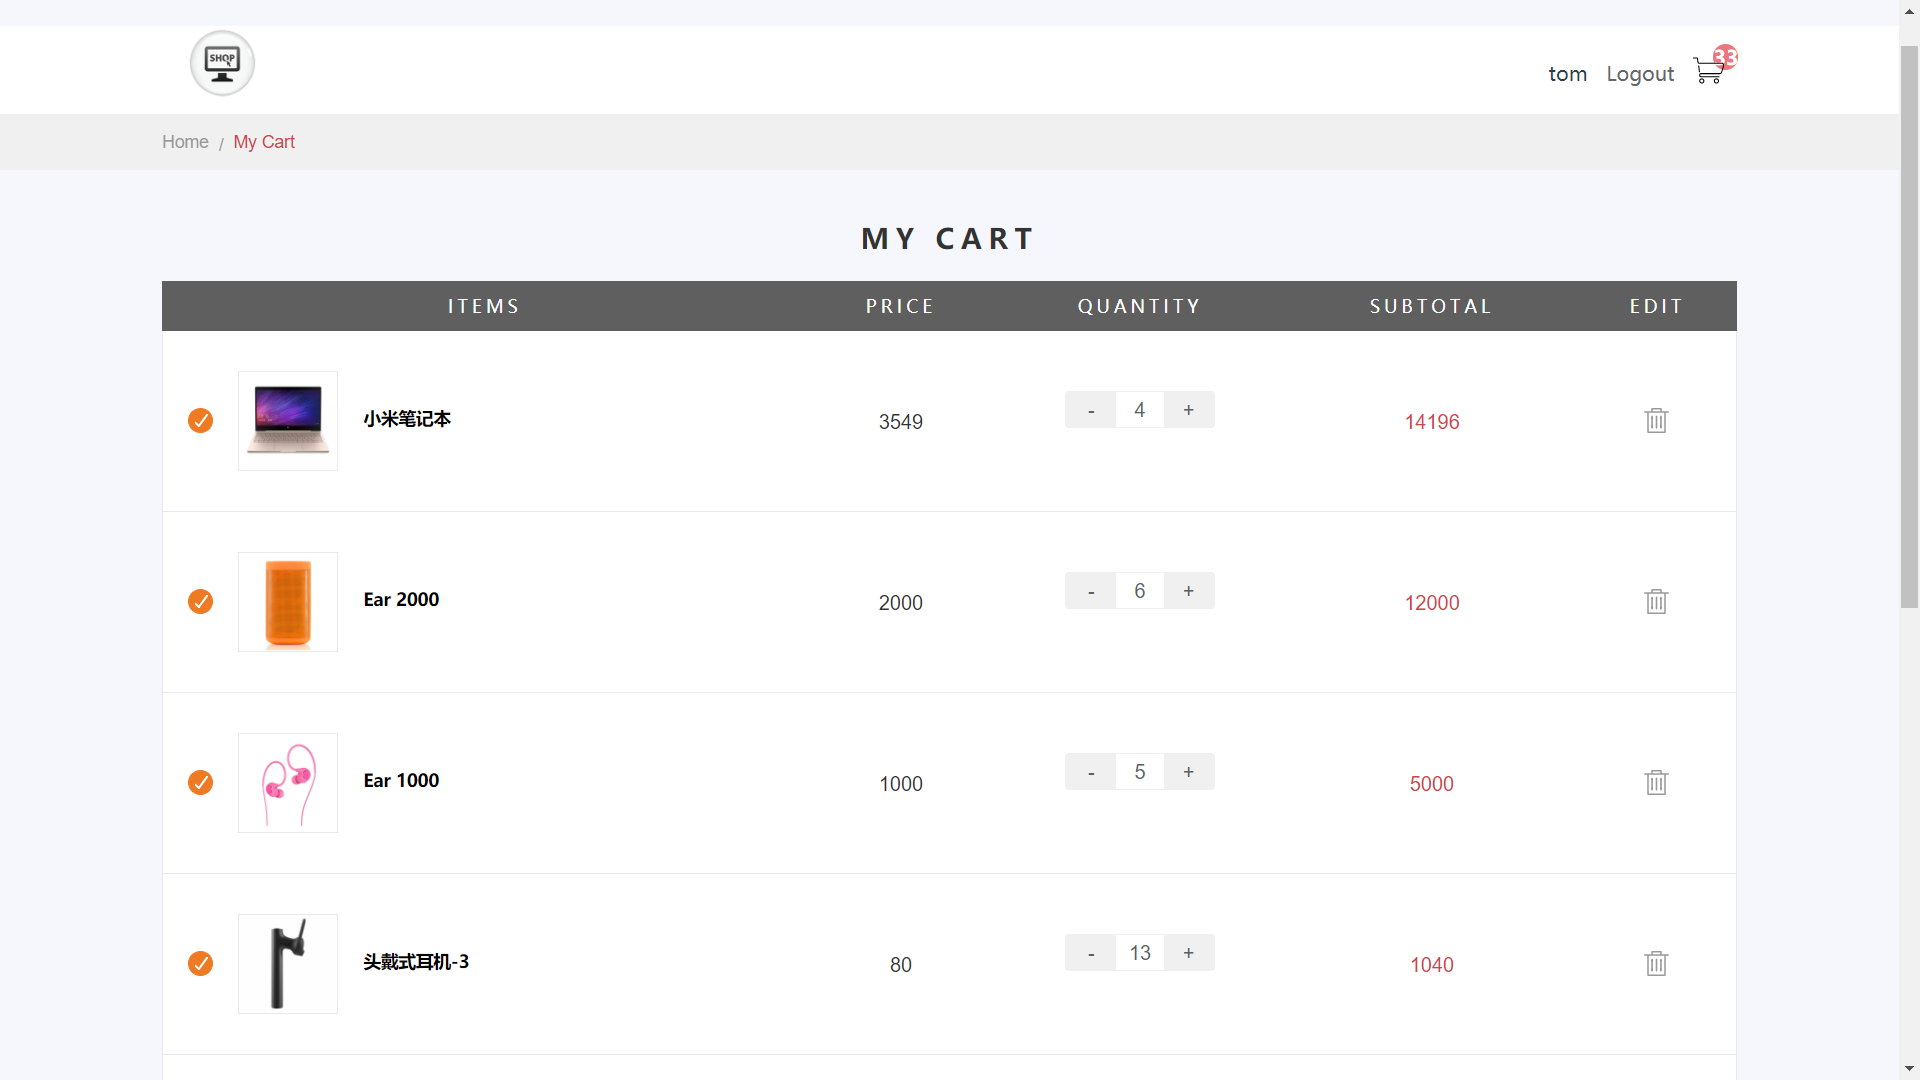 SHOP
tom Logout 33
Home / My Cart
MY CART
ITEMS PRICE QUANTITY SUBTOTAL EDIT
小米笔记本 3549 - 4 + 14196
Ear 2000 2000 - 6 + 12000
Ear 1000 1000 - 5 + 5000
头戴式耳机-3 80 - 13 + 1040